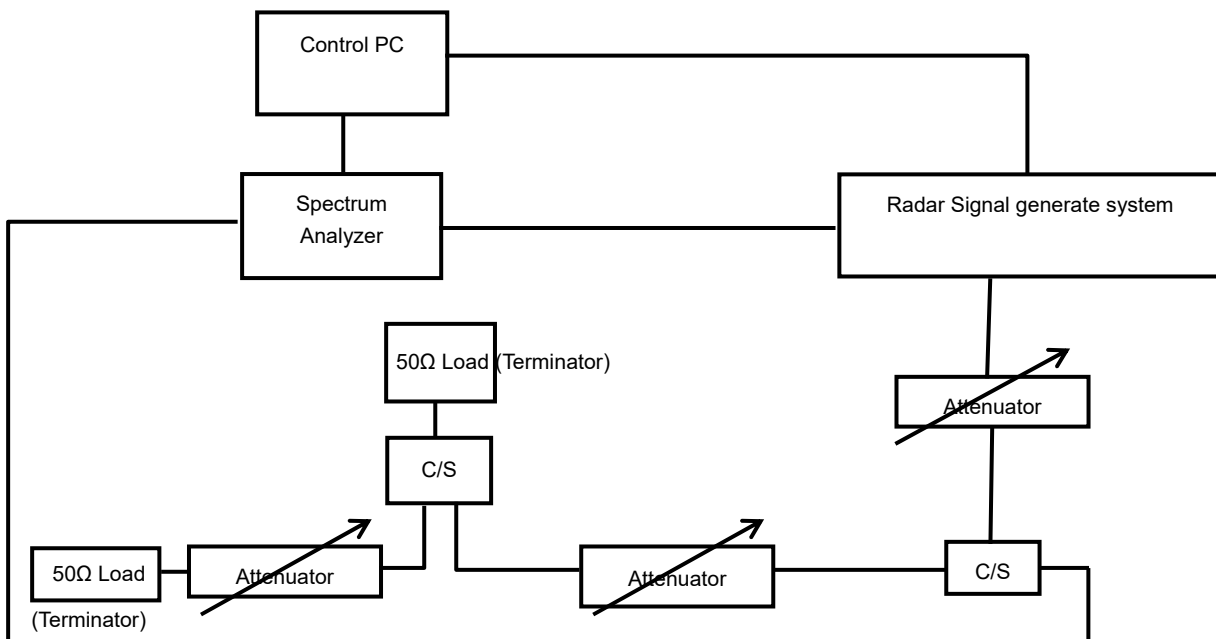 Control PC
Spectrum
Analyzer
Radar Signal generate system
50Ω Load (Terminator)
Attenuator
C/S
50Ω Load
(Terminator)
Attenuator
Attenuator
C/S